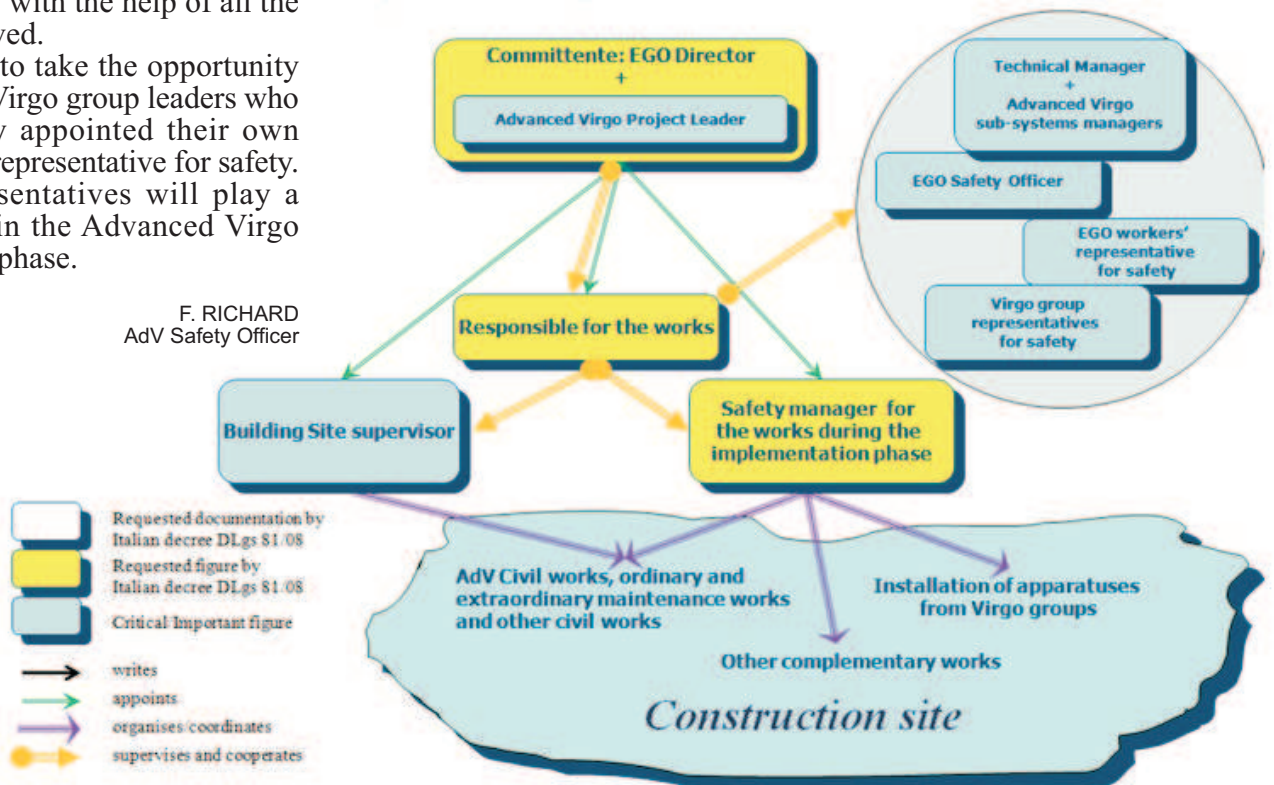 with the help of all the
ved.
to take the opportunity
Virgo group leaders who
y appointed their own
representative for safety.
sentatives will play a
in the Advanced Virgo
phase.
F. RICHARD
AdV Safety Officer
Committente: EGO Director
+
Advanced Virgo Project Leader
Technical Manager
+
Advanced Virgo
sub-systems managers
EGO Safety Officer
EGO workers'
representative
for safety
Virgo group
representatives
for safety
Responsible for the works
Building Site supervisor
Safety manager for
the works during the
implementation phase
Requested documentation by
Italian decree DLgs 81/08
Requested figure by
Italian decree DLgs 81/08
Critical/Important figure
writes
appoints
organises/coordinates
supervises and cooperates
AdV Civil works, ordinary and
extraordinary maintenance works
and other civil works
Installation of apparatuses
from Virgo groups
Other complementary works
Construction site